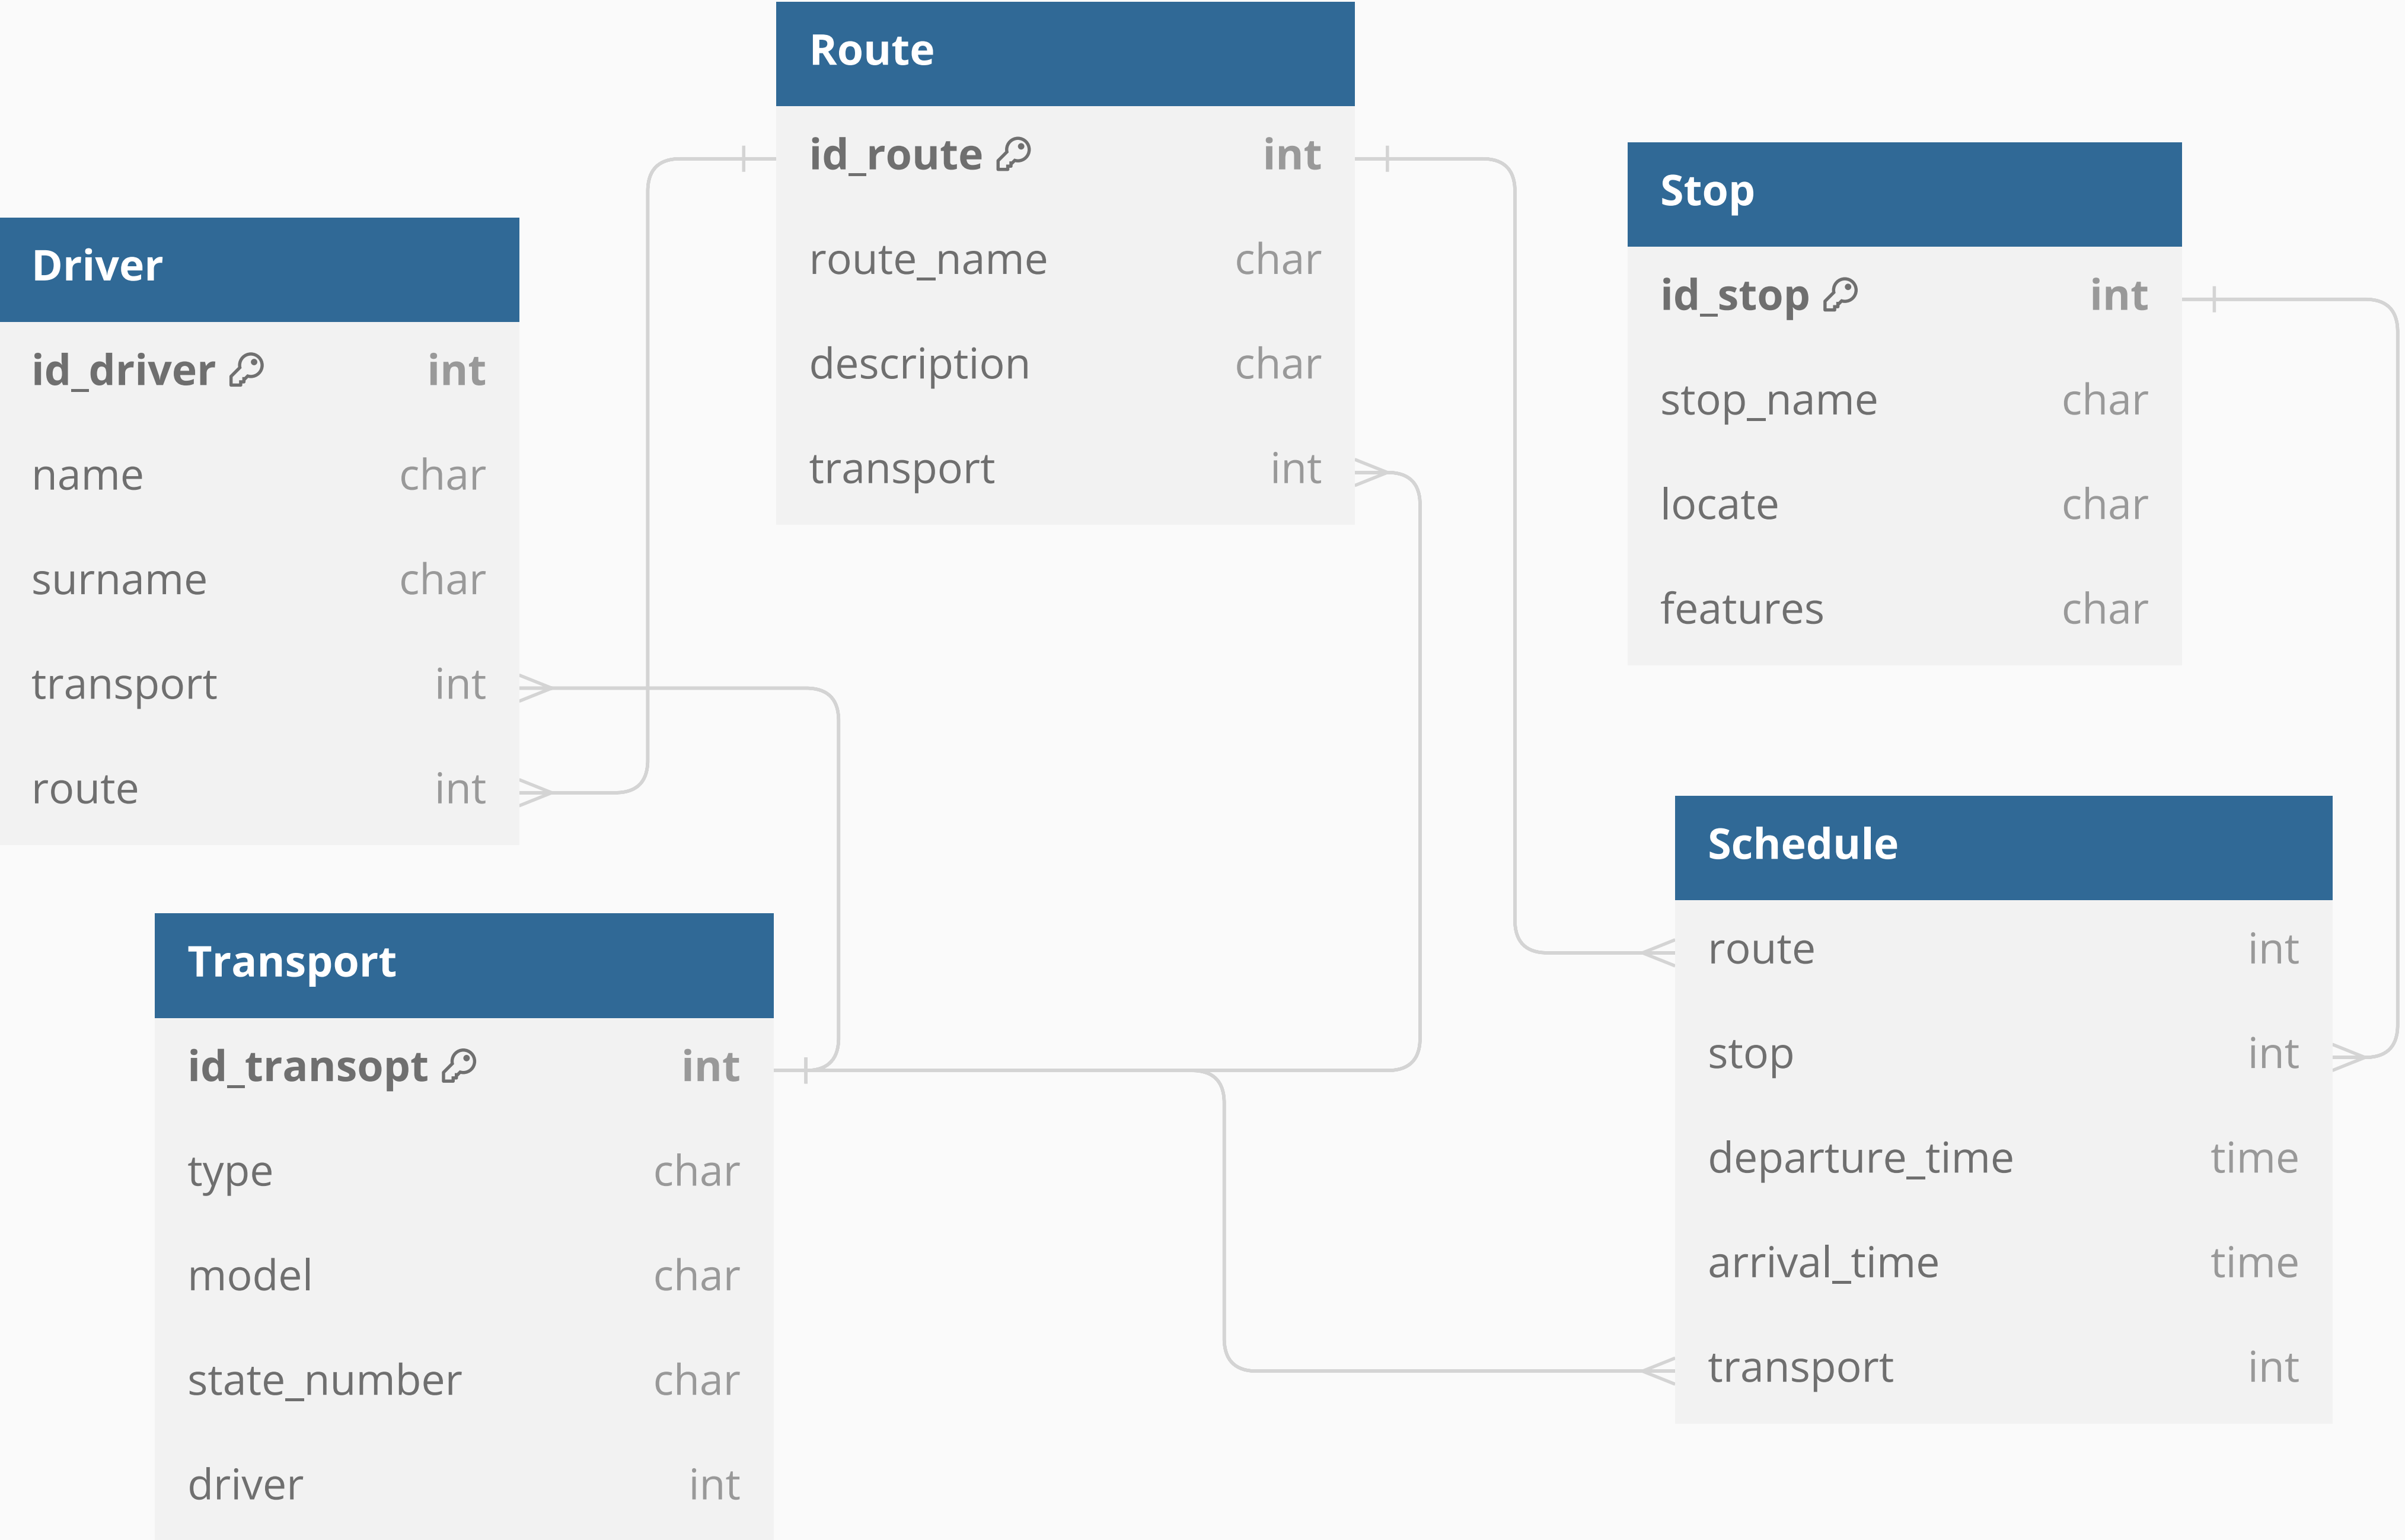 Route
id_route int
route_name char
description char
transport int
Stop
id_stop int
stop_name char
locate char
features char
Driver
id_driver int
name char
surname char
transport int
route int
Schedule
route int
stop int
departure_time time
arrival_time time
transport int
Transport
id_transopt int
type char
model char
state_number char
driver int